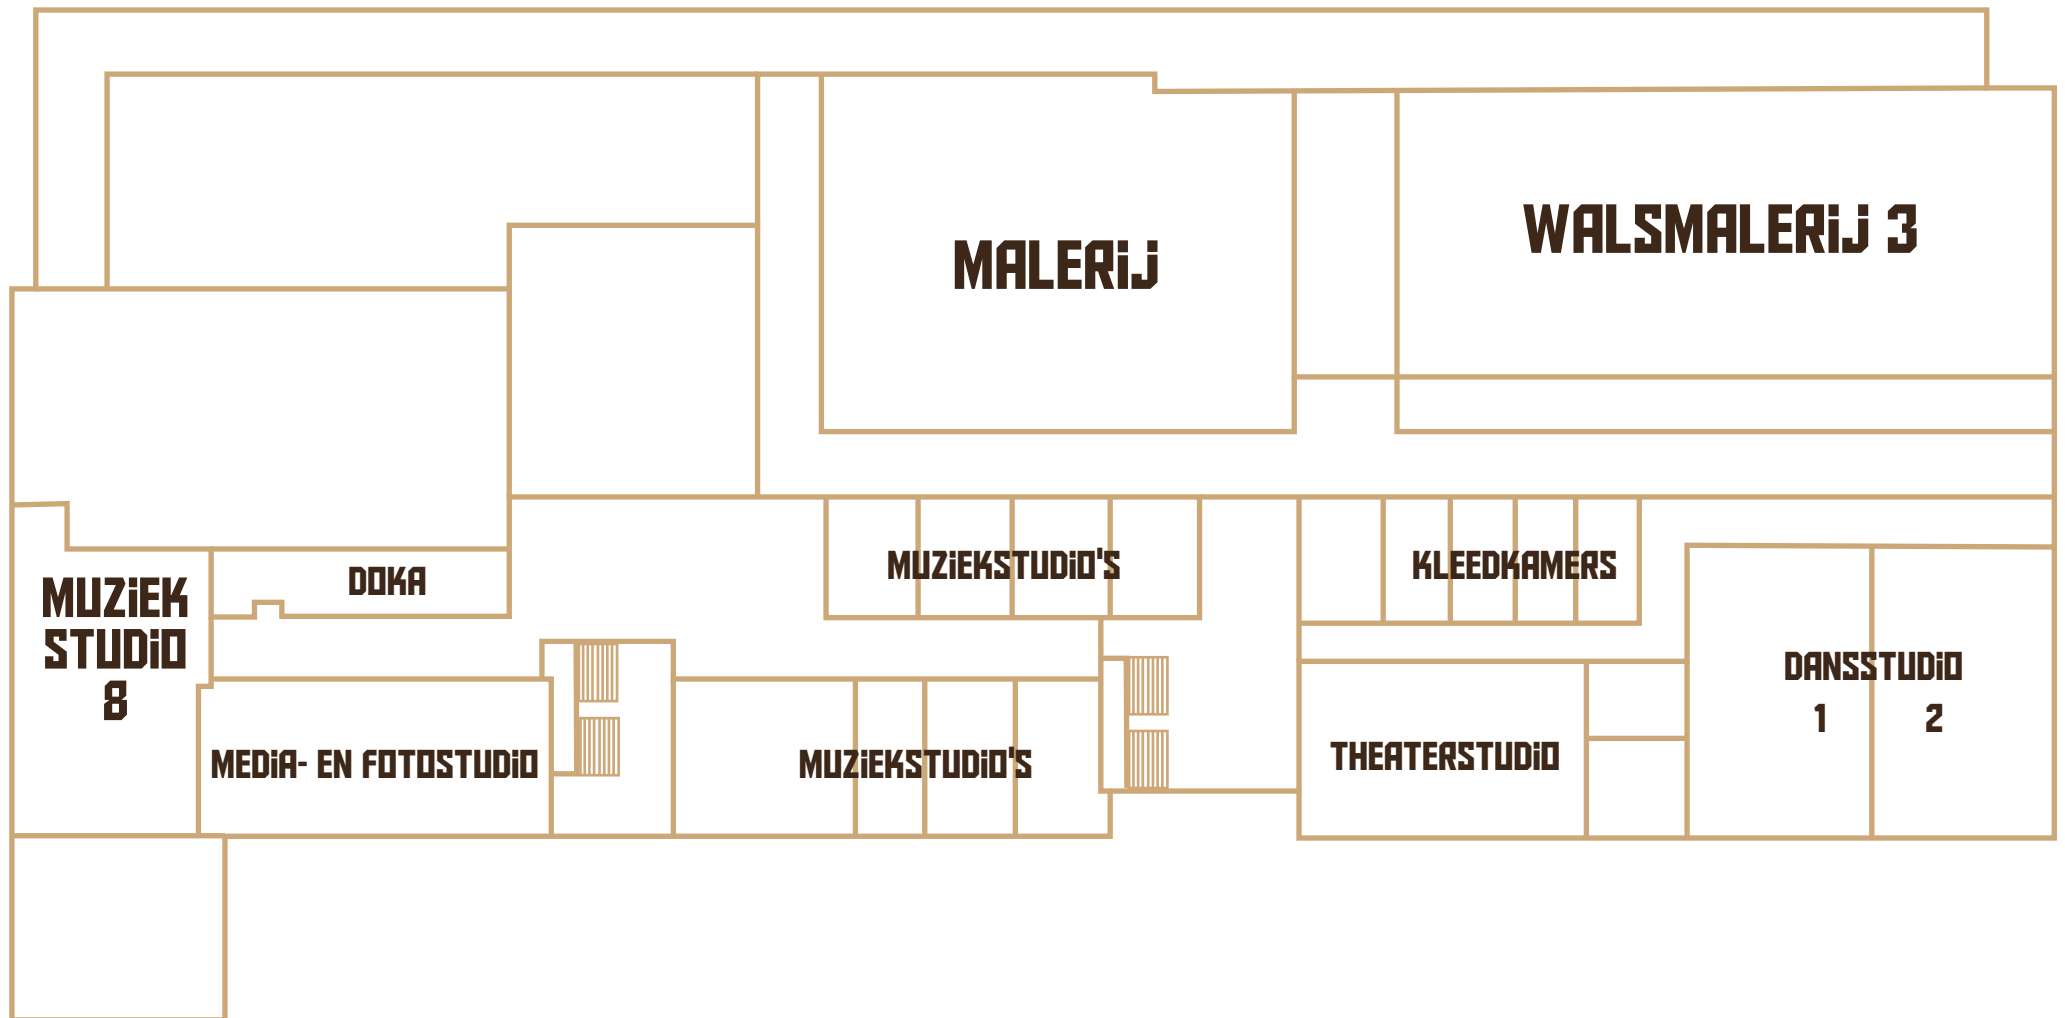 WALSMALERiJ 3
MALERiJ
MUZiEKSTUDiO'S
KLEEDKAMERS
DOKA
MUZiEK
STUDiO
8
DANSSTUDiO
1 2
MEDiA- EN FOTOSTUDiO
MUZiEKSTUDiO'S
THEATERSTUDiO